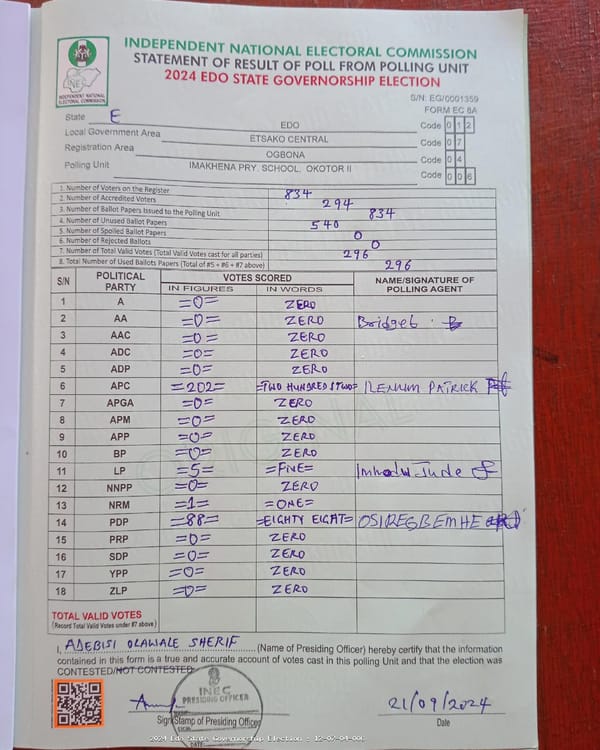 INDEPENDENT NATIONAL ELECTORAL COMMISSION
STATEMENT OF RESULT OF POLL FROM POLLING UNIT
2024 EDO STATE GOVERNORSHIP ELECTION
INEC
INDEPENDENT NATIONAL ELECTORAL COMMISSION
S/N: EG/0001359
FORM EC 8A
State E EDO Code 0 1 2
Local Government Area ETSAKO CENTRAL Code 0 7
Registration Area OGBONA Code 0 4
Polling Unit IMAKHENA PRY. SCHOOL, OKOTOR II Code 0 0 6
1. Number of Voters on the Register 834
2. Number of Accredited Voters 294
3. Number of Ballot Papers Issued to the Polling Unit 834
4. Number of Unused Ballot Papers 540
5. Number of Spoiled Ballot Papers 0
6. Number of Rejected Ballots 0
7. Number of Total Valid Votes (Total Valid Votes cast for all parties) 296
8. Total Number of Used Ballots Papers (Total of #5 + #6 + #7 above) 296
S/N POLITICAL PARTY VOTES SCORED NAME/SIGNATURE OF POLLING AGENT
IN FIGURES IN WORDS
1 A =0= ZERO
2 AA =0= ZERO Bridget
3 AAC =0= ZERO
4 ADC =0= ZERO
5 ADP =0= ZERO
6 APC =202= =TWO HUNDRED & TWO= PATRICK
7 APGA =0= ZERO
8 APM =0= ZERO
9 APP =0= ZERO
10 BP =0= ZERO
11 LP =5= =FIVE= Jude
12 NNPP =0= ZERO
13 NRM =1= =ONE=
14 PDP =88= =EIGHTY EIGHT= OSIREGBEMHE
15 PRP =0= ZERO
16 SDP =0= ZERO
17 YPP =0= ZERO
18 ZLP =0= ZERO
TOTAL VALID VOTES
(Record Total Valid Votes under #7 above)
I, ADEBISI OLAWALE SHERIF (Name of Presiding Officer) hereby certify that the information
contained in this form is a true and accurate account of votes cast in this polling Unit and that the election was
CONTESTED/NOT CONTESTED
INEC
PRESIDING OFFICER
21/09/2024
Sign/Stamp of Presiding Officer Date
DATE:
2024 Edo State Governorship Election : 12-07-04-006